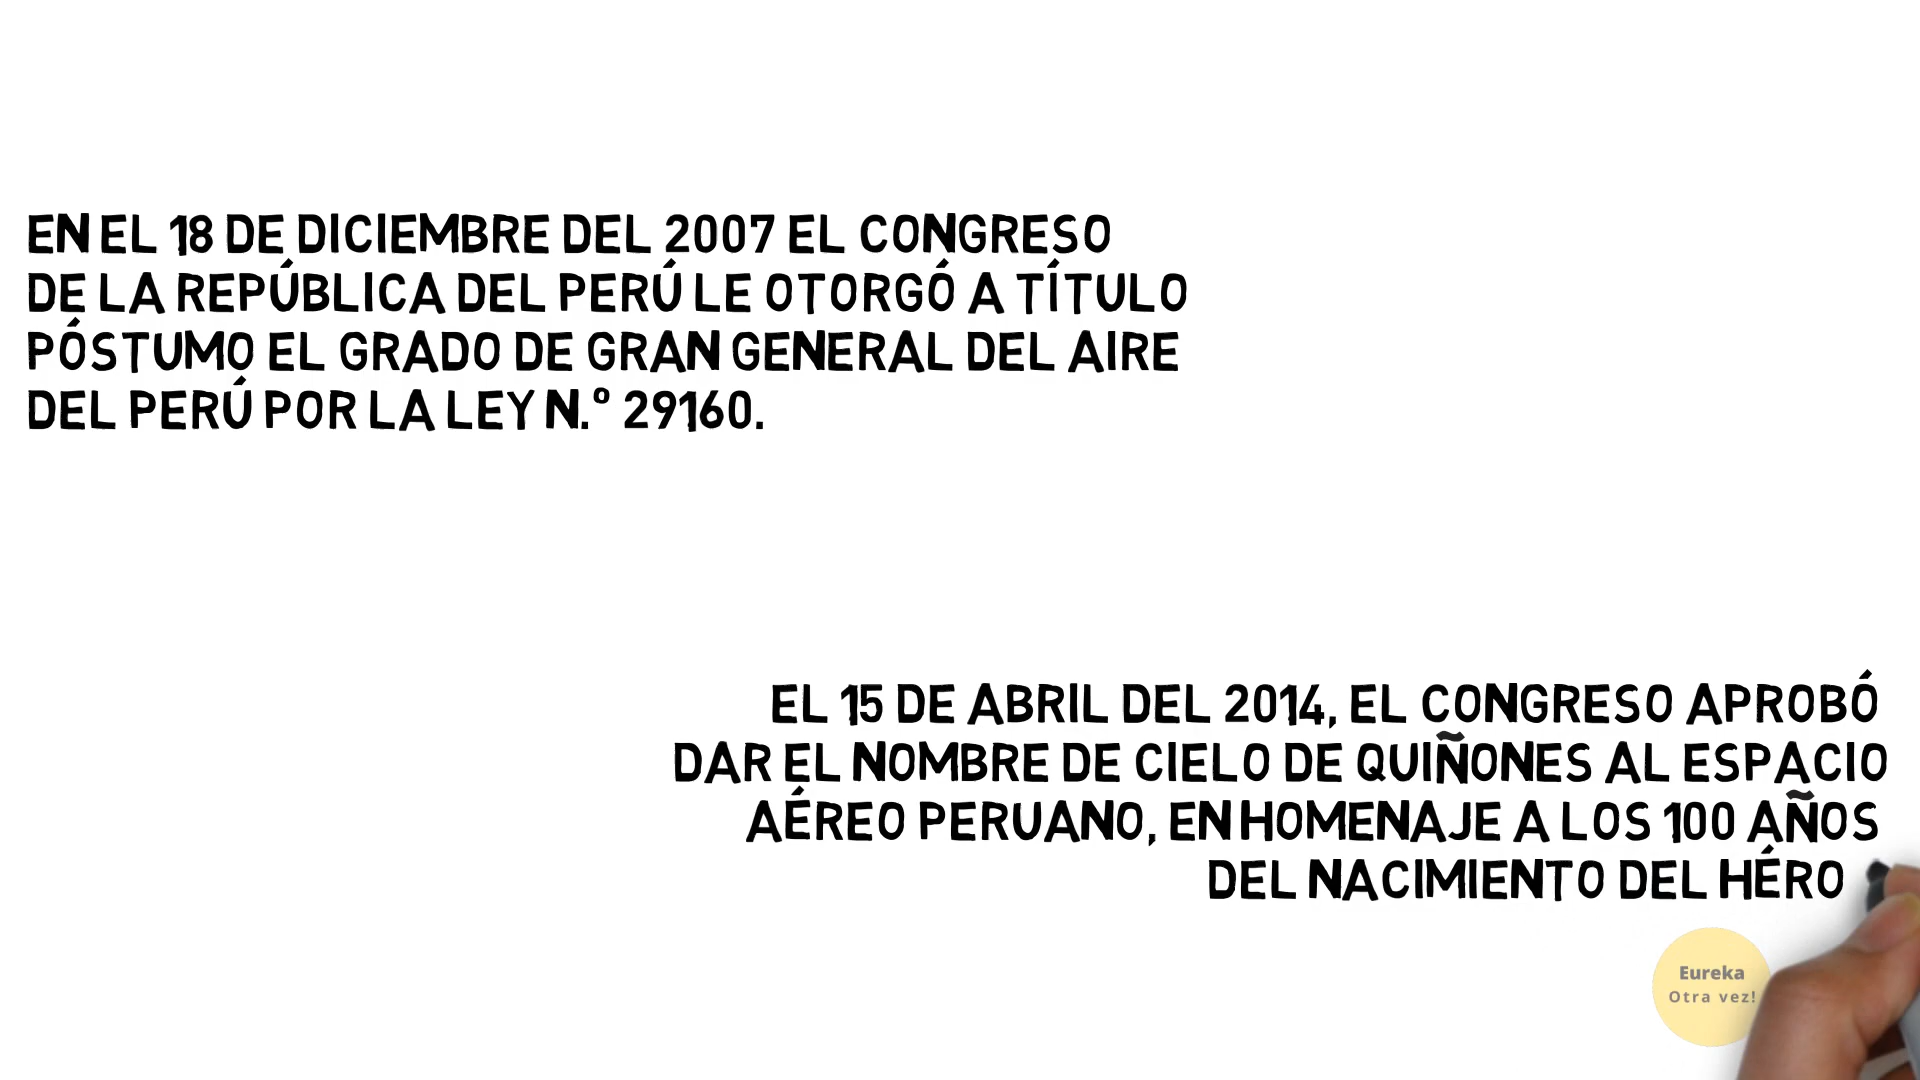 EN EL 18 DE DICIEMBRE DEL 2007 EL CONGRESO
DE LA REPÚBLICA DEL PERÚ LE OTORGÓ A TÍTULO
PÓSTUMO EL GRADO DE GRAN GENERAL DEL AIRE
DEL PERÚ POR LA LEY N.º 29160.
EL 15 DE ABRIL DEL 2014, EL CONGRESO APROBÓ
DAR EL NOMBRE DE CIELO DE QUIÑONES AL ESPACIO
AÉREO PERUANO, EN HOMENAJE A LOS 100 AÑOS
DEL NACIMIENTO DEL HÉRO
Eureka
Otra vez!